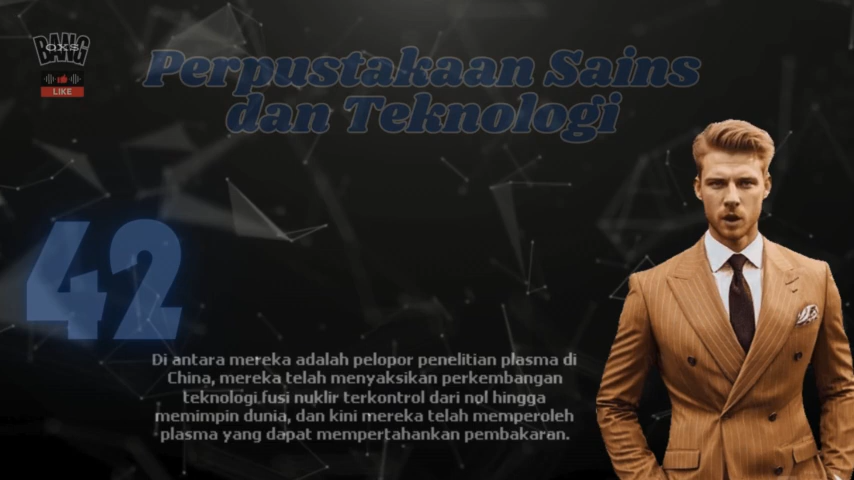 BANG
OXS
LIKE
Perpustakaan Sains
dan Teknologi
42
Di antara mereka adalah pelopor penelitian plasma di
China, mereka telah menyaksikan perkembangan
teknologi fusi nuklir terkontrol dari nol hingga
memimpin dunia, dan kini mereka telah memperoleh
plasma yang dapat mempertahankan pembakaran.